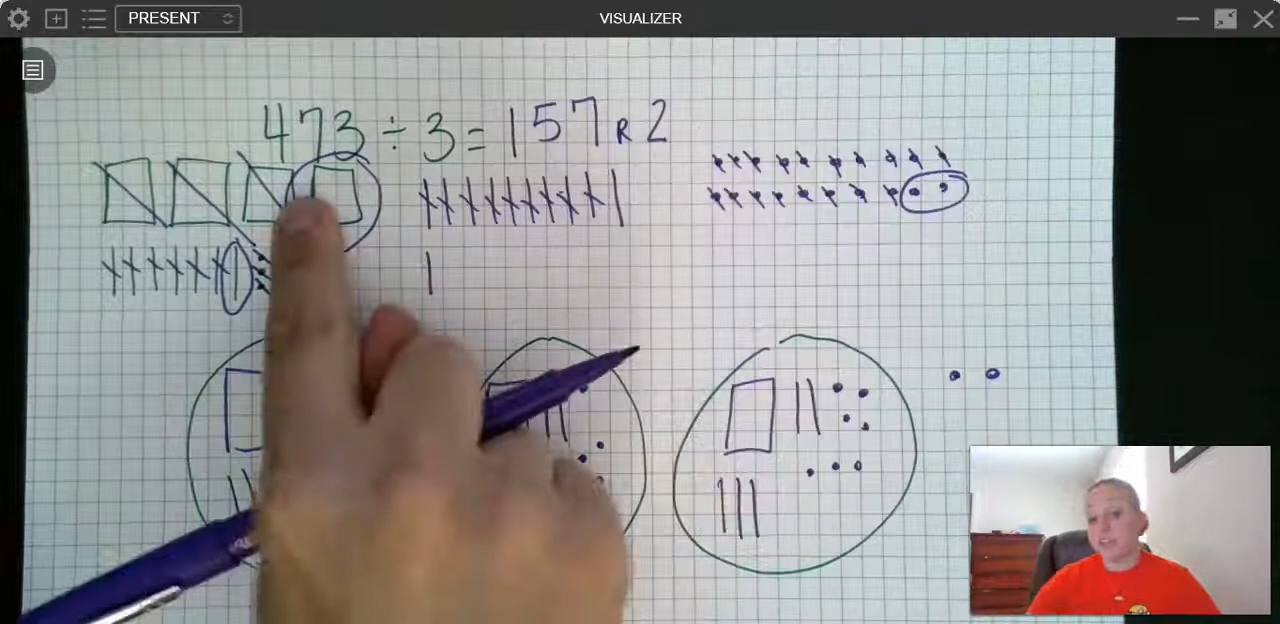 PRESENT
VISUALIZER
473 ÷ 3 = 157 R 2